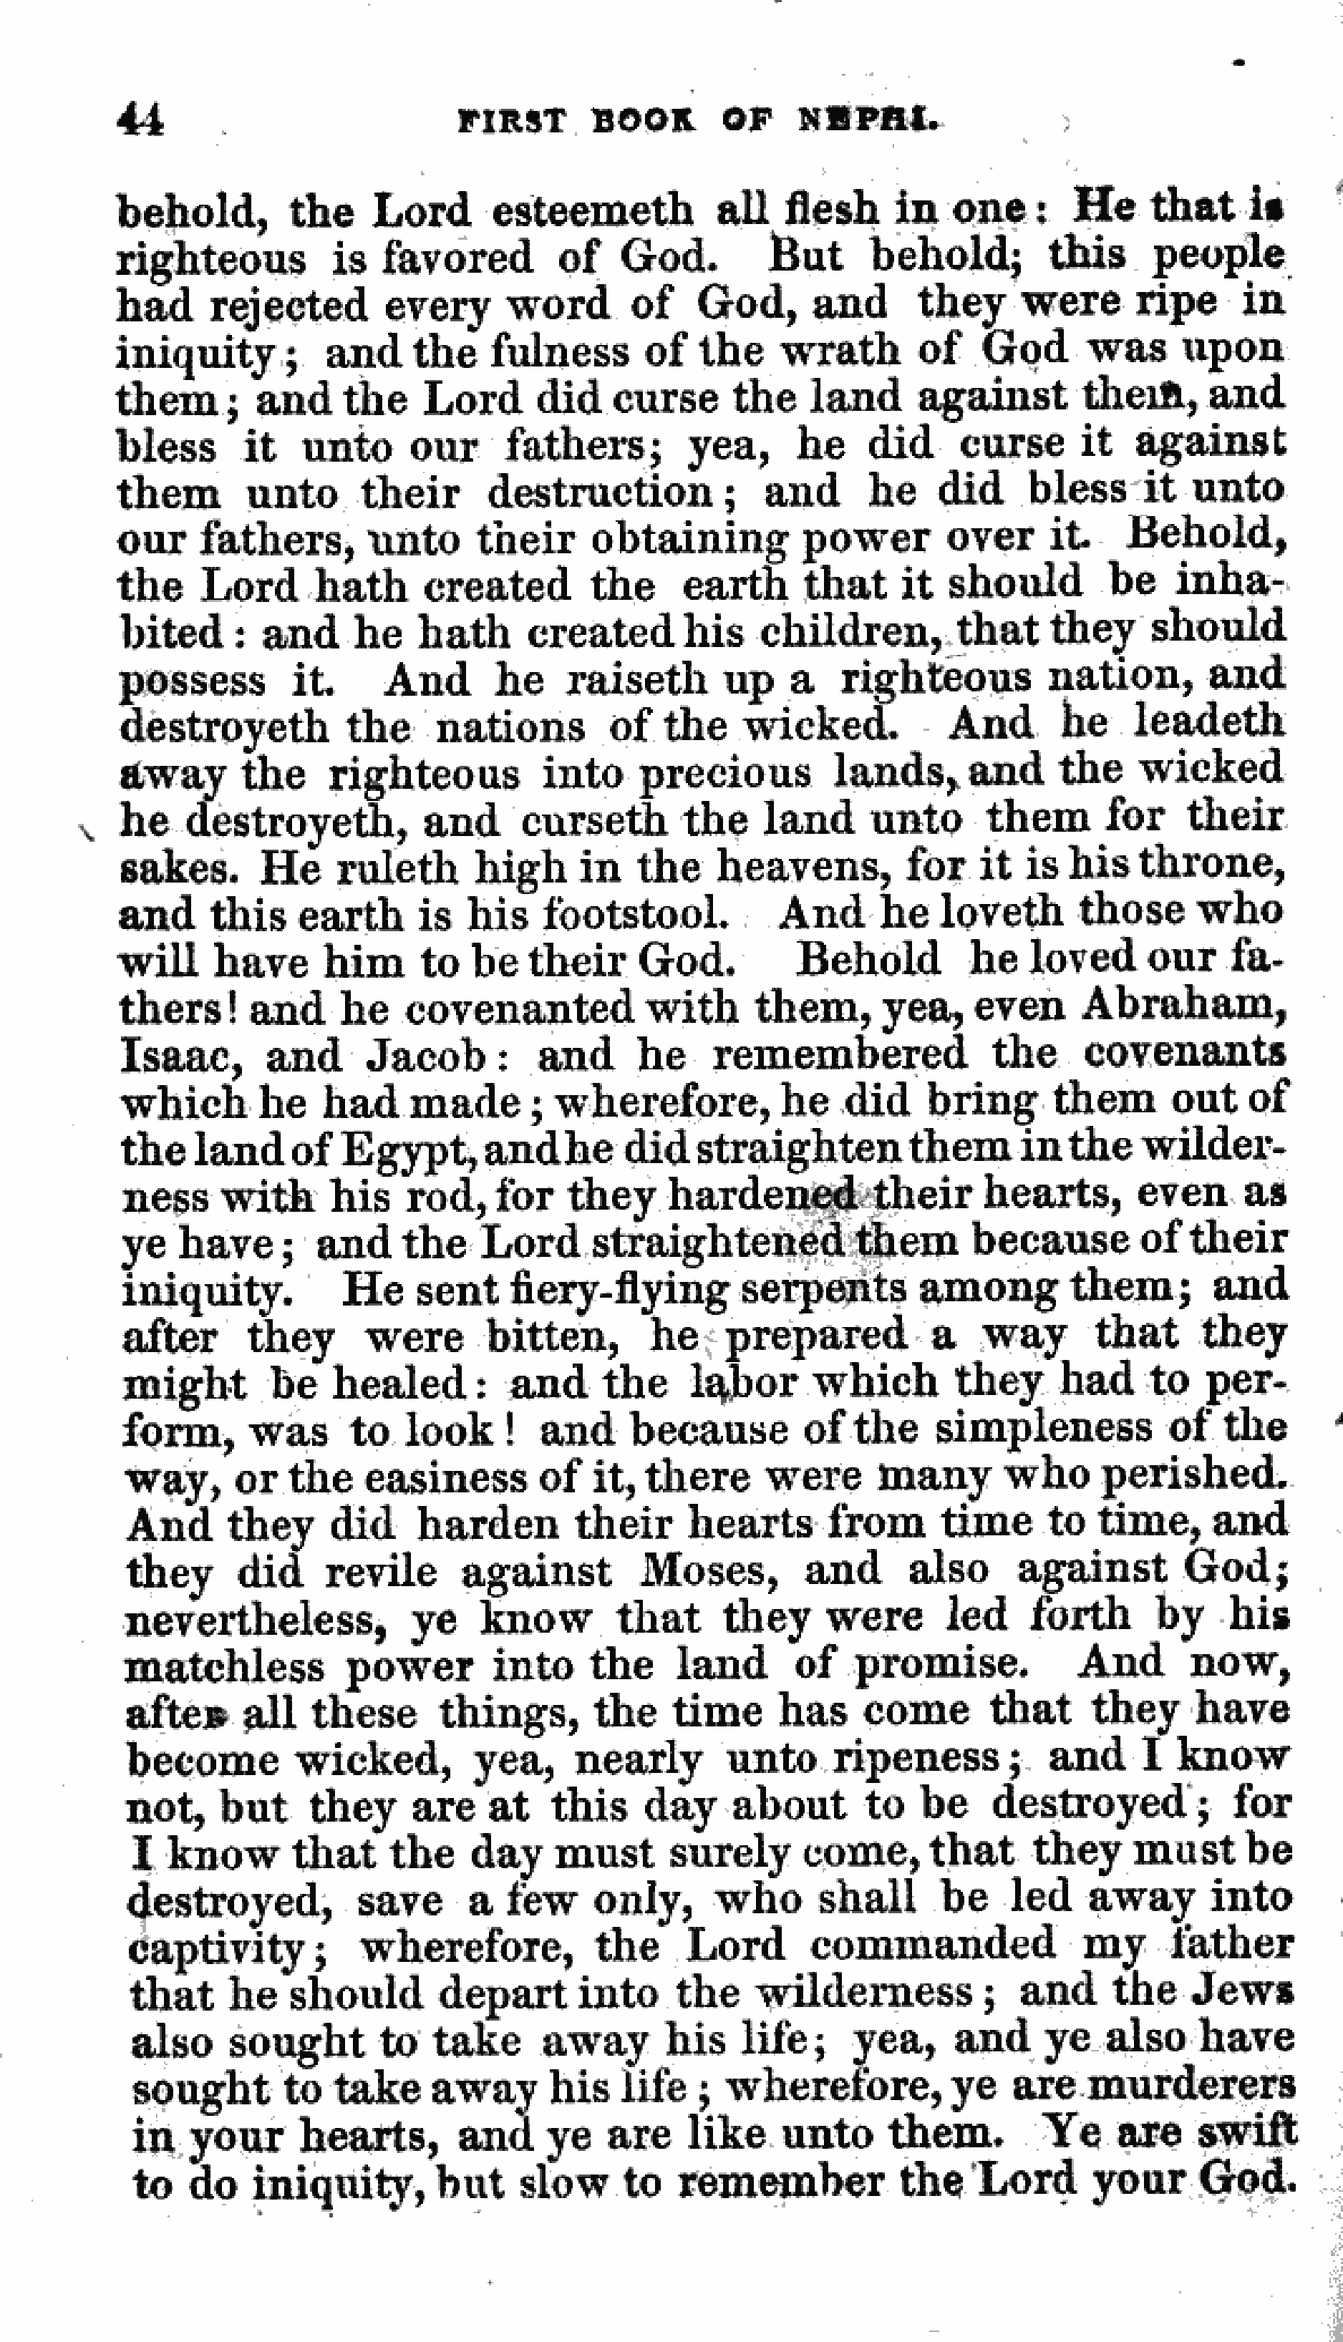 44 FIRST BOOK OF NEPHI.
behold, the Lord esteemeth all flesh in one: He that is
righteous is favored of God. But behold; this people
had rejected every word of God, and they were ripe in
iniquity; and the fulness of the wrath of God was upon
them; and the Lord did curse the land against them, and
bless it unto our fathers; yea, he did curse it against
them unto their destruction; and he did bless it unto
our fathers, unto their obtaining power over it. Behold,
the Lord hath created the earth that it should be inha-
bited: and he hath created his children, that they should
possess it. And he raiseth up a righteous nation, and
destroyeth the nations of the wicked. And he leadeth
away the righteous into precious lands, and the wicked
he destroyeth, and curseth the land unto them for their
sakes. He ruleth high in the heavens, for it is his throne,
and this earth is his footstool. And he loveth those who
will have him to be their God. Behold he loved our fa-
thers! and he covenanted with them, yea, even Abraham,
Isaac, and Jacob: and he remembered the covenants
which he had made; wherefore, he did bring them out of
the land of Egypt, and he did straighten them in the wilder-
ness with his rod, for they hardened their hearts, even as
ye have; and the Lord straightened them because of their
iniquity. He sent fiery-flying serpents among them; and
after they were bitten, he prepared a way that they
might be healed: and the labor which they had to per-
form, was to look! and because of the simpleness of the
way, or the easiness of it, there were many who perished.
And they did harden their hearts from time to time, and
they did revile against Moses, and also against God;
nevertheless, ye know that they were led forth by his
matchless power into the land of promise. And now,
after all these things, the time has come that they have
become wicked, yea, nearly unto ripeness; and I know
not, but they are at this day about to be destroyed; for
I know that the day must surely come, that they must be
destroyed, save a few only, who shall be led away into
captivity; wherefore, the Lord commanded my father
that he should depart into the wilderness; and the Jews
also sought to take away his life; yea, and ye also have
sought to take away his life; wherefore, ye are murderers
in your hearts, and ye are like unto them. Ye are swift
to do iniquity, but slow to remember the Lord your God.